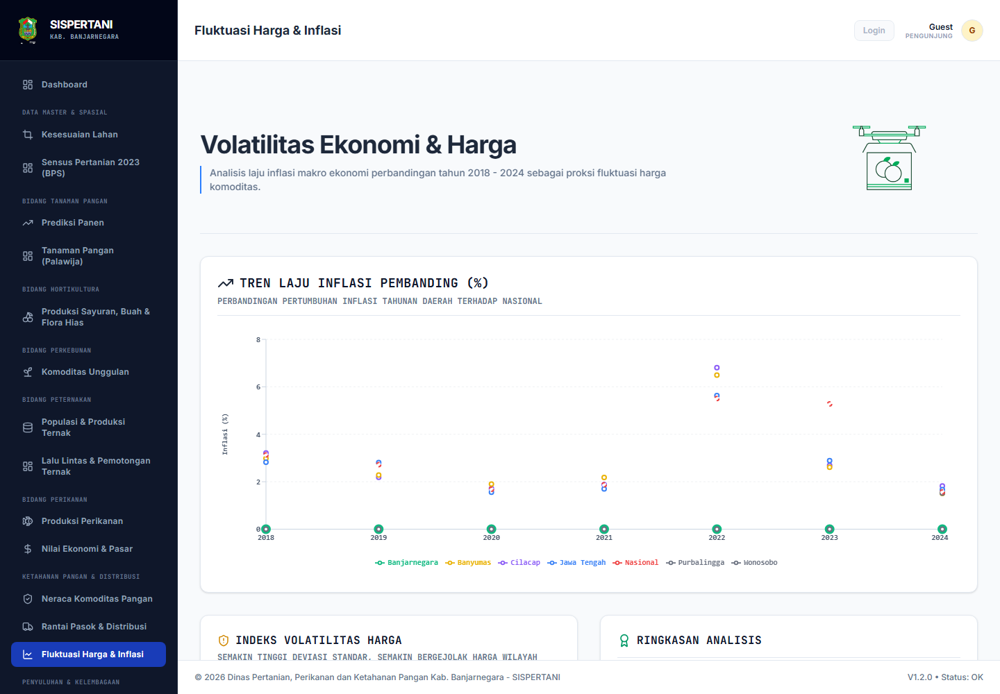 SISPERTANI
KAB. BANJARNEGARA
Dashboard
DATA MASTER & SPASIAL
Kesesuaian Lahan
Sensus Pertanian 2023
(BPS)
BIDANG TANAMAN PANGAN
Prediksi Panen
Tanaman Pangan
(Palawija)
BIDANG HORTIKULTURA
Produksi Sayuran, Buah &
Flora Hias
BIDANG PERKEBUNAN
Komoditas Unggulan
BIDANG PETERNAKAN
Populasi & Produksi
Ternak
Lalu Lintas & Pemotongan
Ternak
BIDANG PERIKANAN
Produksi Perikanan
Nilai Ekonomi & Pasar
KETAHANAN PANGAN & DISTRIBUSI
Neraca Komoditas Pangan
Rantai Pasok & Distribusi
Fluktuasi Harga & Inflasi
PENYULUHAN & KELEMBAGAAN
Fluktuasi Harga & Inflasi
Login
Guest
PENGUNJUNG
G
Volatilitas Ekonomi & Harga
Analisis laju inflasi makro ekonomi perbandingan tahun 2018 - 2024 sebagai proksi fluktuasi harga
komoditas.
TREN LAJU INFLASI PEMBANDING (%)
PERBANDINGAN PERTUMBUHAN INFLASI TAHUNAN DAERAH TERHADAP NASIONAL
8
6
4
2
0
Inflasi (%)
2018 2019 2020 2021 2022 2023 2024
Banjarnegara Banyumas Cilacap Jawa Tengah Nasional Purbalingga Wonosobo
INDEKS VOLATILITAS HARGA
SEMAKIN TINGGI DEVIASI STANDAR, SEMAKIN BERGEJOLAK HARGA WILAYAH
RINGKASAN ANALISIS
© 2026 Dinas Pertanian, Perikanan dan Ketahanan Pangan Kab. Banjarnegara - SISPERTANI
V1.2.0 • Status: OK